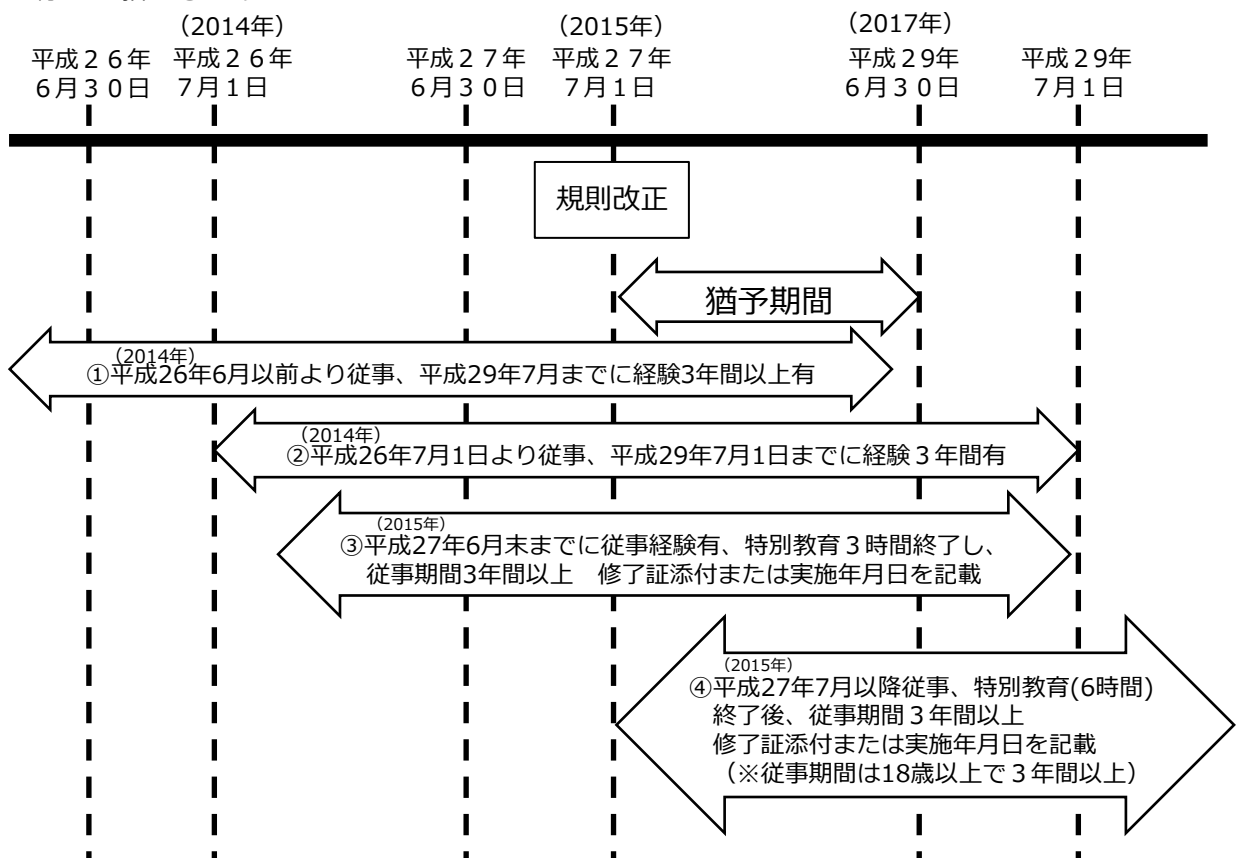 （2014年）
（2015年）
（2017年）
平成２６年
6月３０日
平成２６年
7月１日
平成２７年
6月３０日
平成２７年
7月１日
平成29年
6月３０日
平成29年
7月１日
規則改正
猶予期間
（2014年）
①平成26年6月以前より従事、平成29年7月までに経験3年間以上有
（2014年）
②平成26年7月1日より従事、平成29年7月1日までに経験３年間有
（2015年）
③平成27年6月末までに従事経験有、特別教育３時間終了し、
従事期間3年間以上　修了証添付または実施年月日を記載
（2015年）
④平成27年7月以降従事、特別教育(6時間)
終了後、従事期間３年間以上
修了証添付または実施年月日を記載
（※従事期間は18歳以上で３年間以上）